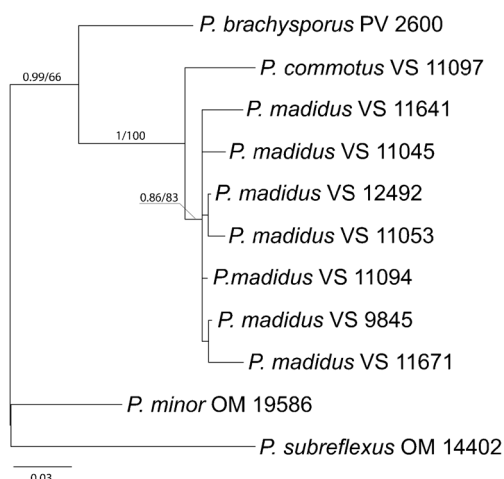 P. brachysporus PV 2600
0.99/66
P. commotus VS 11097
P. madidus VS 11641
1/100
P. madidus VS 11045
P. madidus VS 12492
0.86/83
P. madidus VS 11053
P.madidus VS 11094
P. madidus VS 9845
P. madidus VS 11671
P. minor OM 19586
P. subreflexus OM 14402
0.03